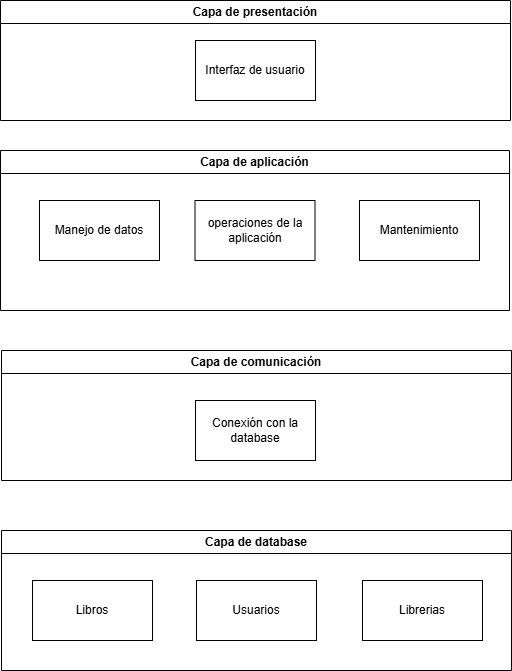 Capa de presentación
Interfaz de usuario
Capa de aplicación
Manejo de datos
operaciones de la
aplicación
Mantenimiento
Capa de comunicación
Conexión con la
database
Capa de database
Libros
Usuarios
Librerias